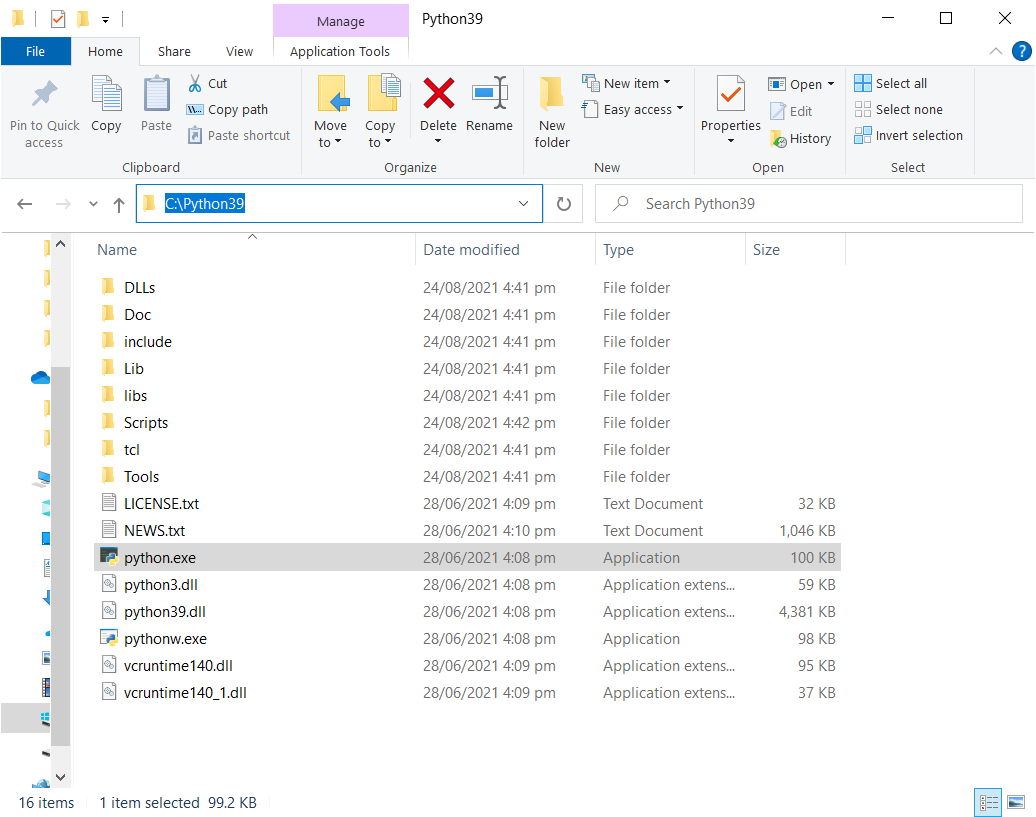 Manage Python39
File Home Share View Application Tools
Pin to Quick access
Copy
Paste
Cut
Copy path
Paste shortcut
Clipboard
Move to
Copy to
Delete
Rename
Organize
New folder
New item
Easy access
New
Properties
Open
Edit
History
Open
Select all
Select none
Invert selection
Select
C:\Python39 Search Python39
Name Date modified Type Size
DLLs 24/08/2021 4:41 pm File folder
Doc 24/08/2021 4:41 pm File folder
include 24/08/2021 4:41 pm File folder
Lib 24/08/2021 4:41 pm File folder
libs 24/08/2021 4:41 pm File folder
Scripts 24/08/2021 4:42 pm File folder
tcl 24/08/2021 4:41 pm File folder
Tools 24/08/2021 4:41 pm File folder
LICENSE.txt 28/06/2021 4:09 pm Text Document 32 KB
NEWS.txt 28/06/2021 4:10 pm Text Document 1,046 KB
python.exe 28/06/2021 4:08 pm Application 100 KB
python3.dll 28/06/2021 4:08 pm Application extens... 59 KB
python39.dll 28/06/2021 4:08 pm Application extens... 4,381 KB
pythonw.exe 28/06/2021 4:08 pm Application 98 KB
vcruntime140.dll 28/06/2021 4:09 pm Application extens... 95 KB
vcruntime140_1.dll 28/06/2021 4:09 pm Application extens... 37 KB
16 items 1 item selected 99.2 KB